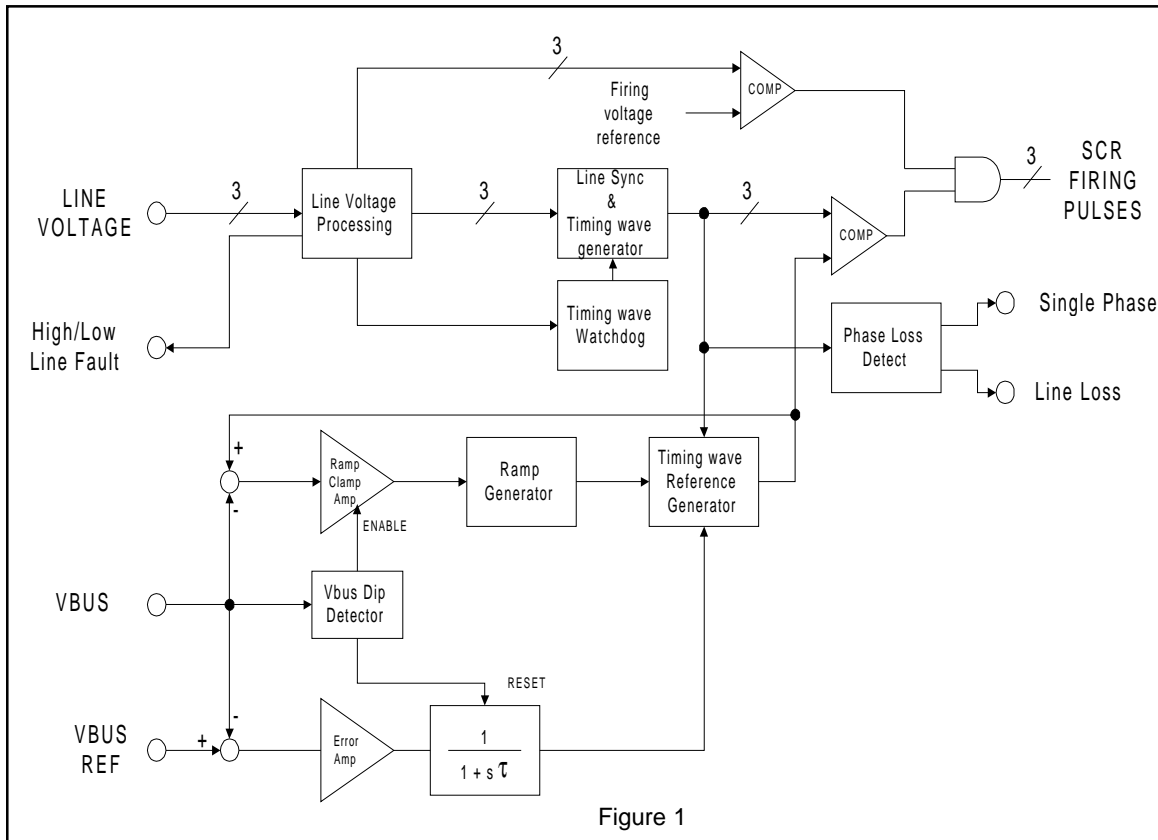 3
Firing
voltage
reference
COMP
3
SCR
FIRING
PULSES
LINE
VOLTAGE
3
Line Voltage
Processing
3
Line Sync
&
Timing wave
generator
3
COMP
High/Low
Line Fault
Timing wave
Watchdog
Phase Loss
Detect
Single Phase
Line Loss
+
-
Ramp
Clamp
Amp
Ramp
Generator
Timing wave
Reference
Generator
ENABLE
VBUS
Vbus Dip
Detector
RESET
-
VBUS
REF
+
Error
Amp
1
1 + s τ
Figure 1